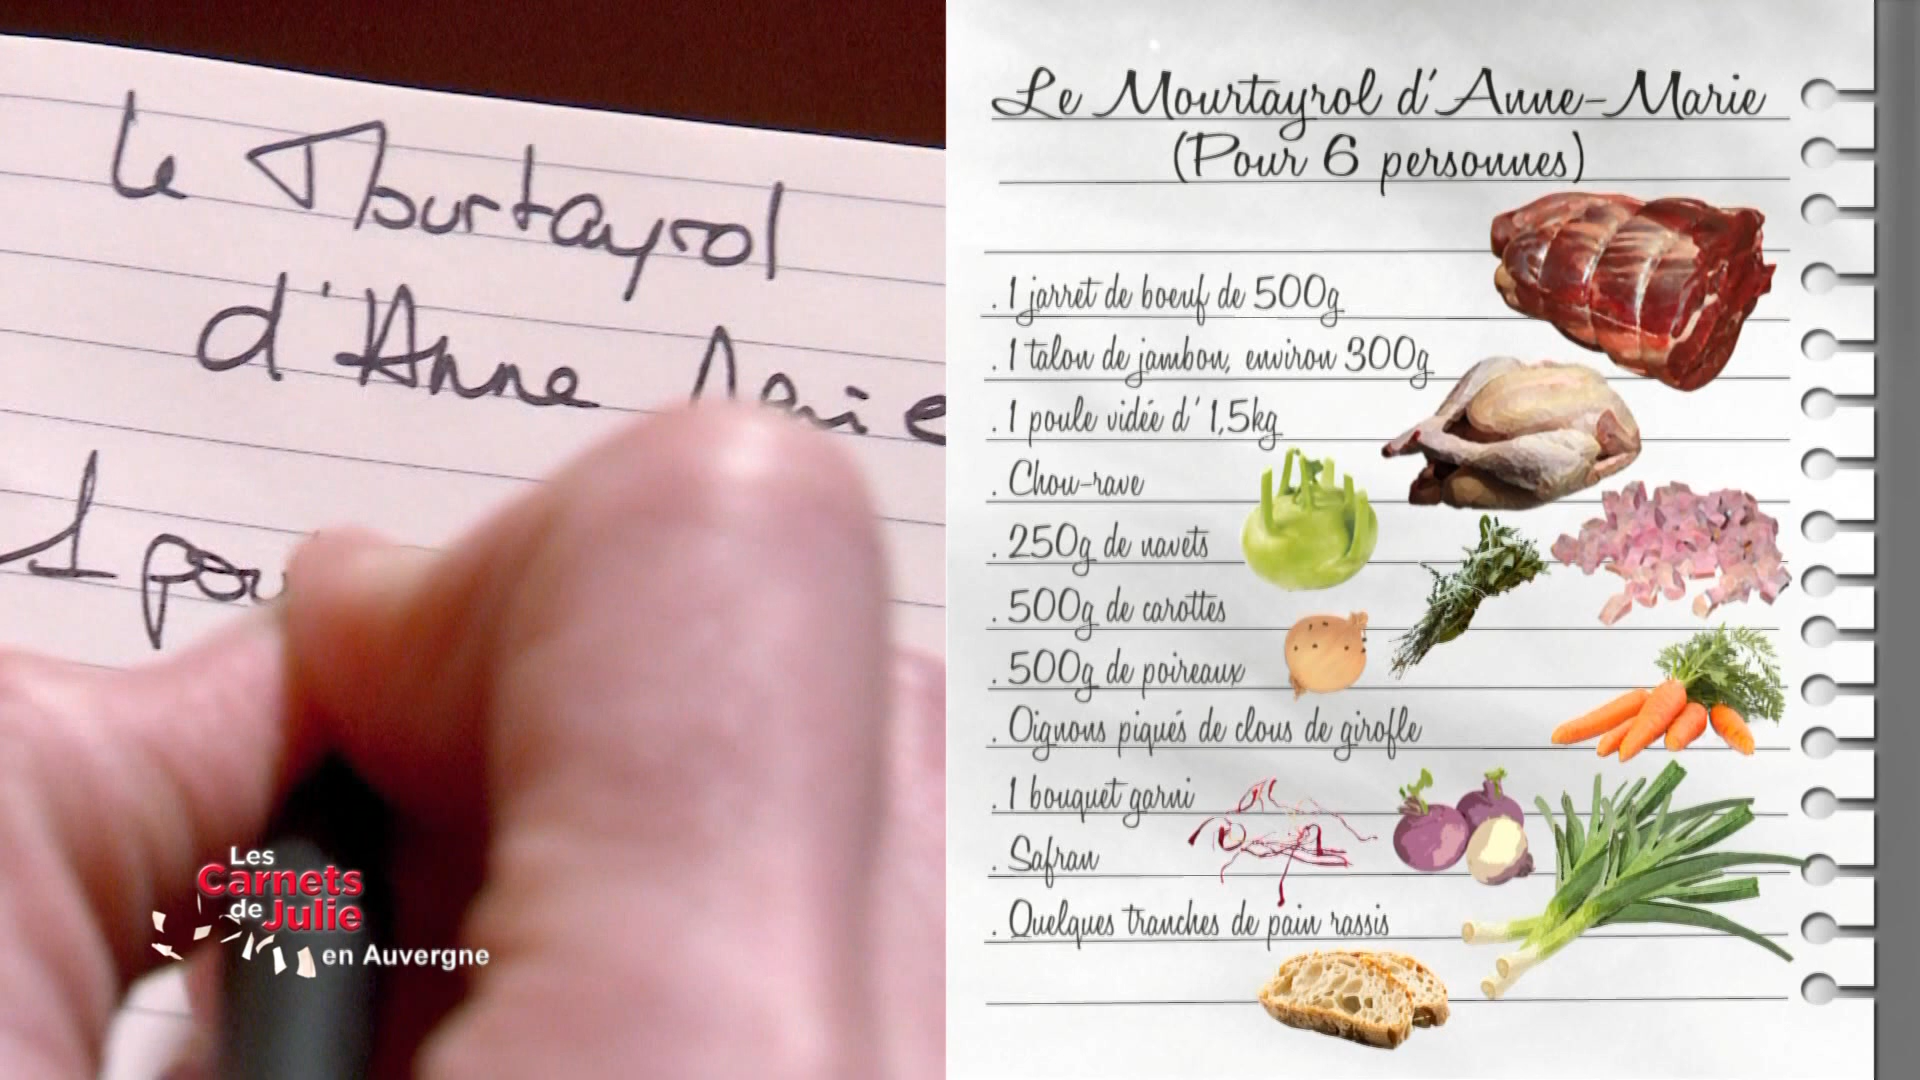 Le Mourtayrol
d'Anne Marie
1 pou
Les
Carnets
de Julie
en Auvergne
Le Mourtayrol d'Anne-Marie
(Pour 6 personnes)
. 1 jarret de boeuf de 500g
. 1 talon de jambon, environ 300g
. 1 poule vidée d'1,5kg
. Chou-rave
. 250g de navets
. 500g de carottes
. 500g de poireaux
. Oignons piqués de clous de girofle
. 1 bouquet garni
. Safran
. Quelques tranches de pain rassis